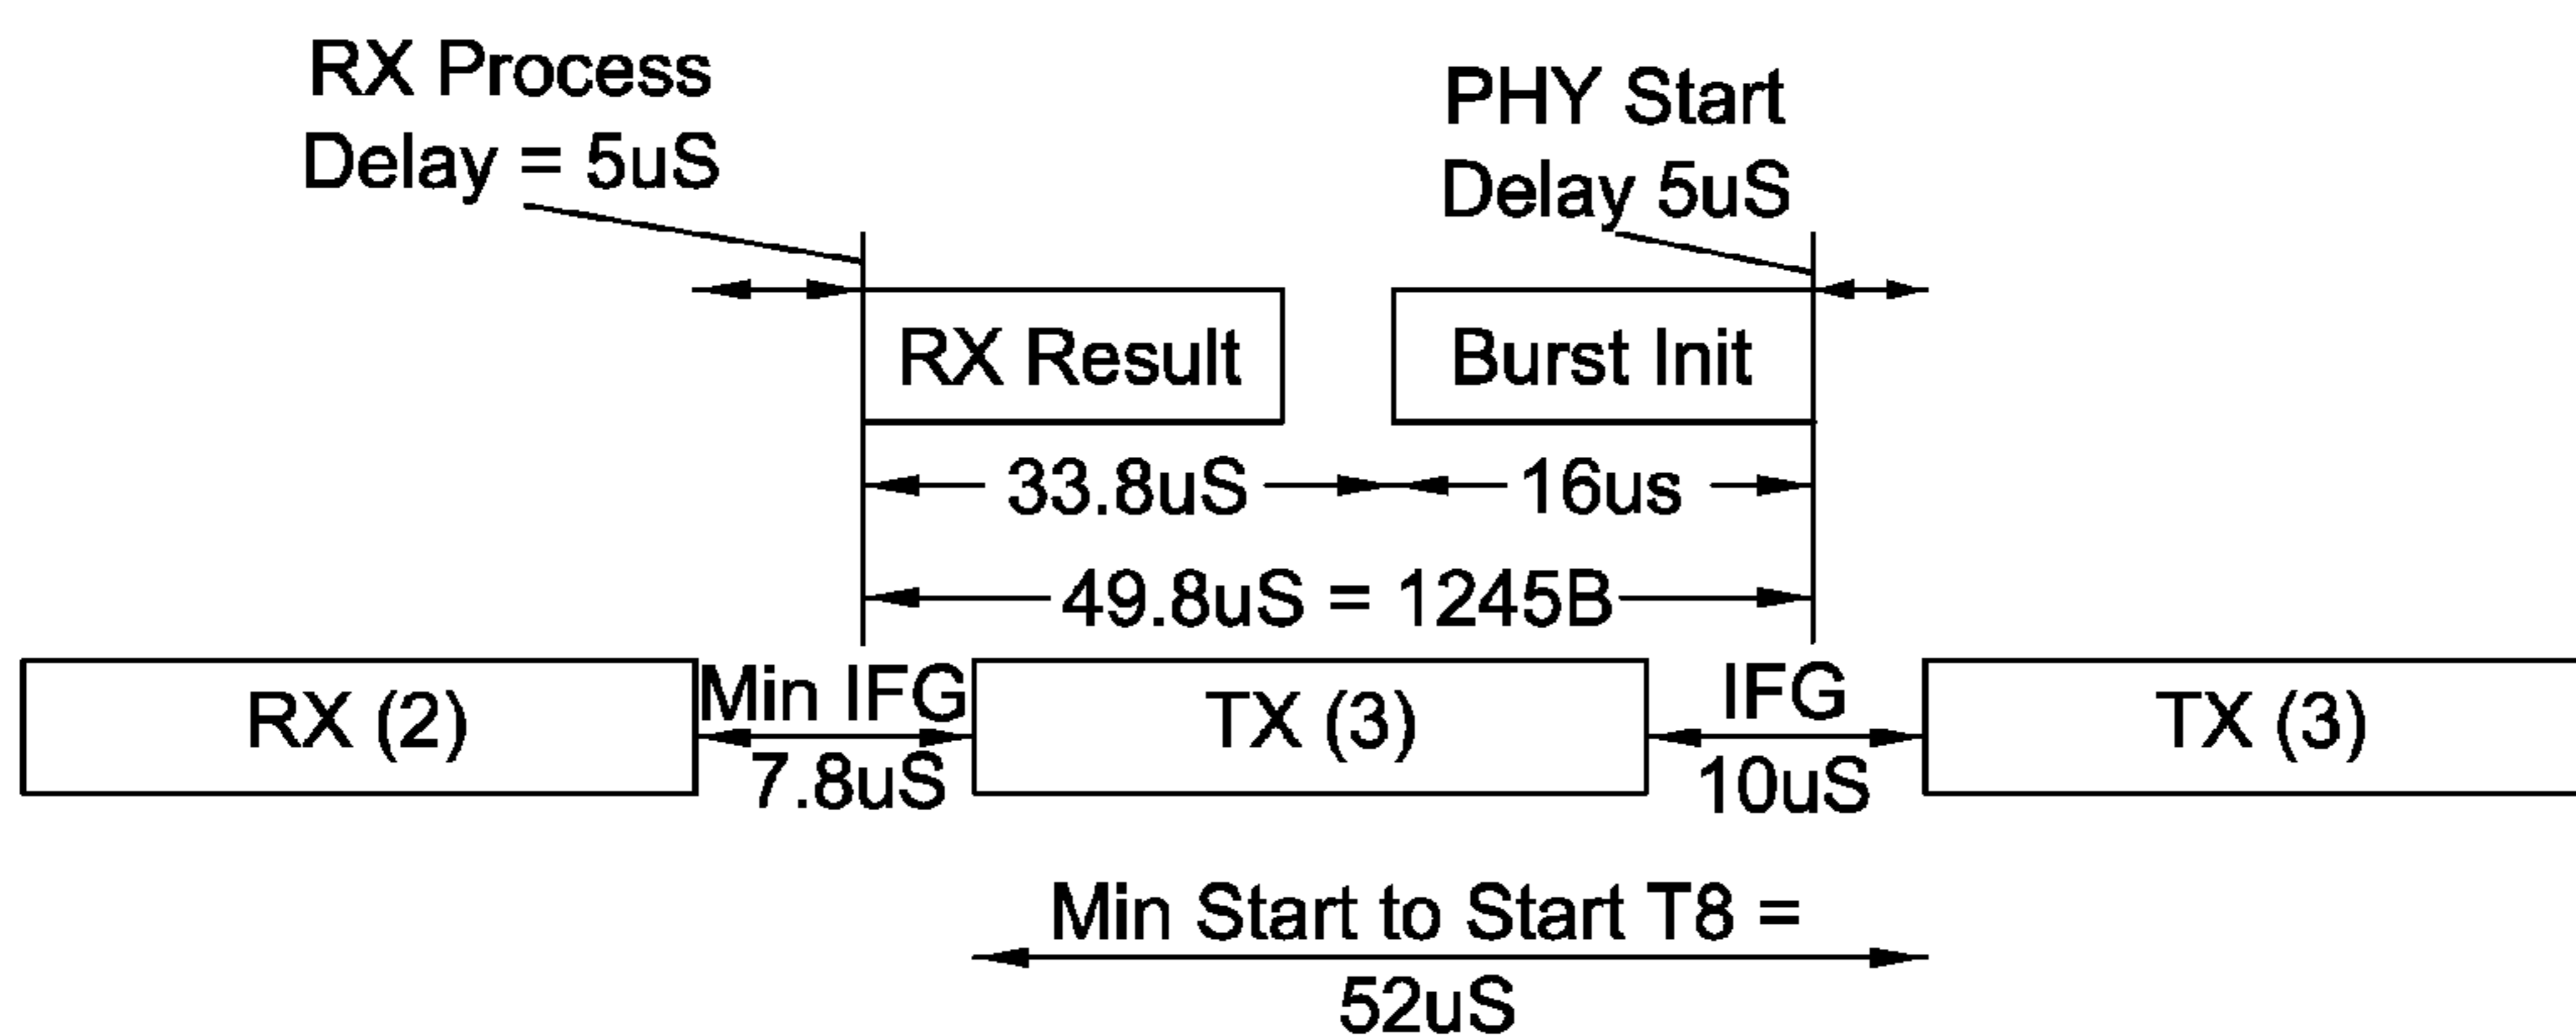 RX Process
Delay = 5uS
PHY Start
Delay 5uS
RX Result
Burst Init
33.8uS
16us
49.8uS = 1245B
RX (2)
Min IFG
7.8uS
TX (3)
IFG
10uS
TX (3)
Min Start to Start T8 =
52uS